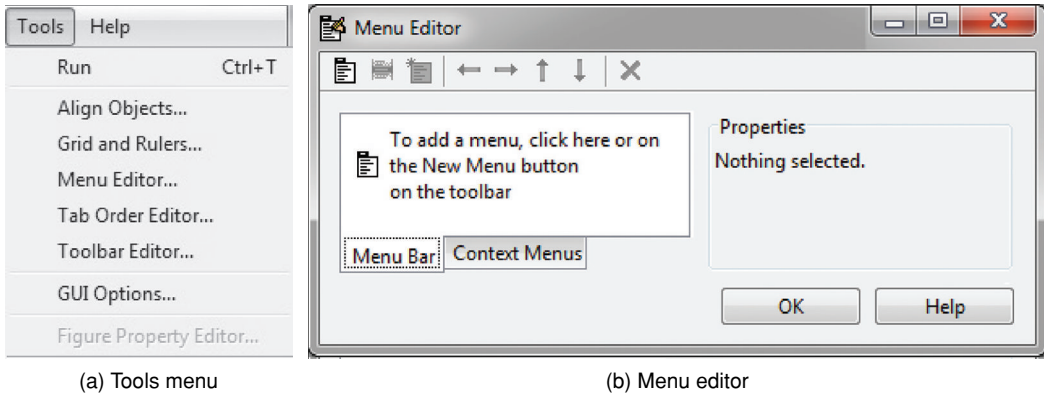 Tools Help
Run Ctrl+T
Align Objects...
Grid and Rulers...
Menu Editor...
Tab Order Editor...
Toolbar Editor...
GUI Options...
Figure Property Editor...
(a) Tools menu
Menu Editor
To add a menu, click here or on
the New Menu button
on the toolbar
Menu Bar Context Menus
Properties
Nothing selected.
OK Help
(b) Menu editor